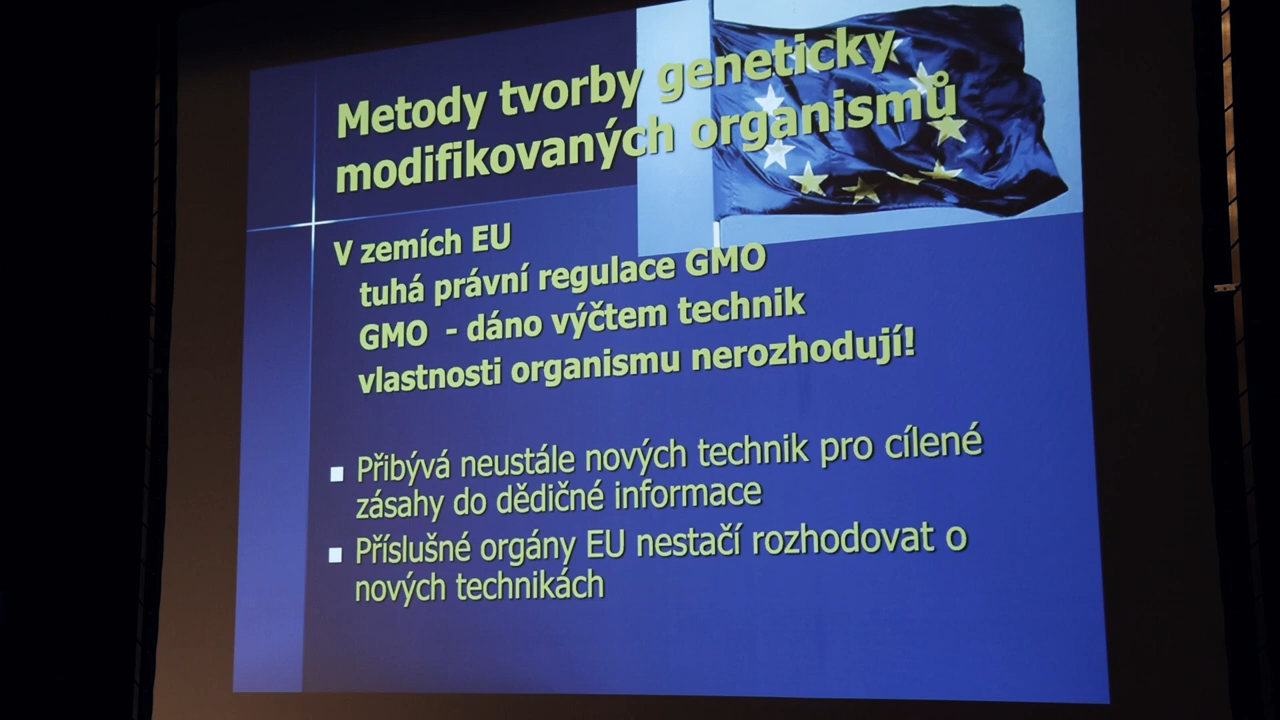 Metody tvorby geneticky
modifikovaných organismů
V zemích EU
tuhá právní regulace GMO
GMO - dáno výčtem technik
vlastnosti organismu nerozhodují!
Přibývá neustále nových technik pro cílené
zásahy do dědičné informace
Příslušné orgány EU nestačí rozhodovat o
nových technikách